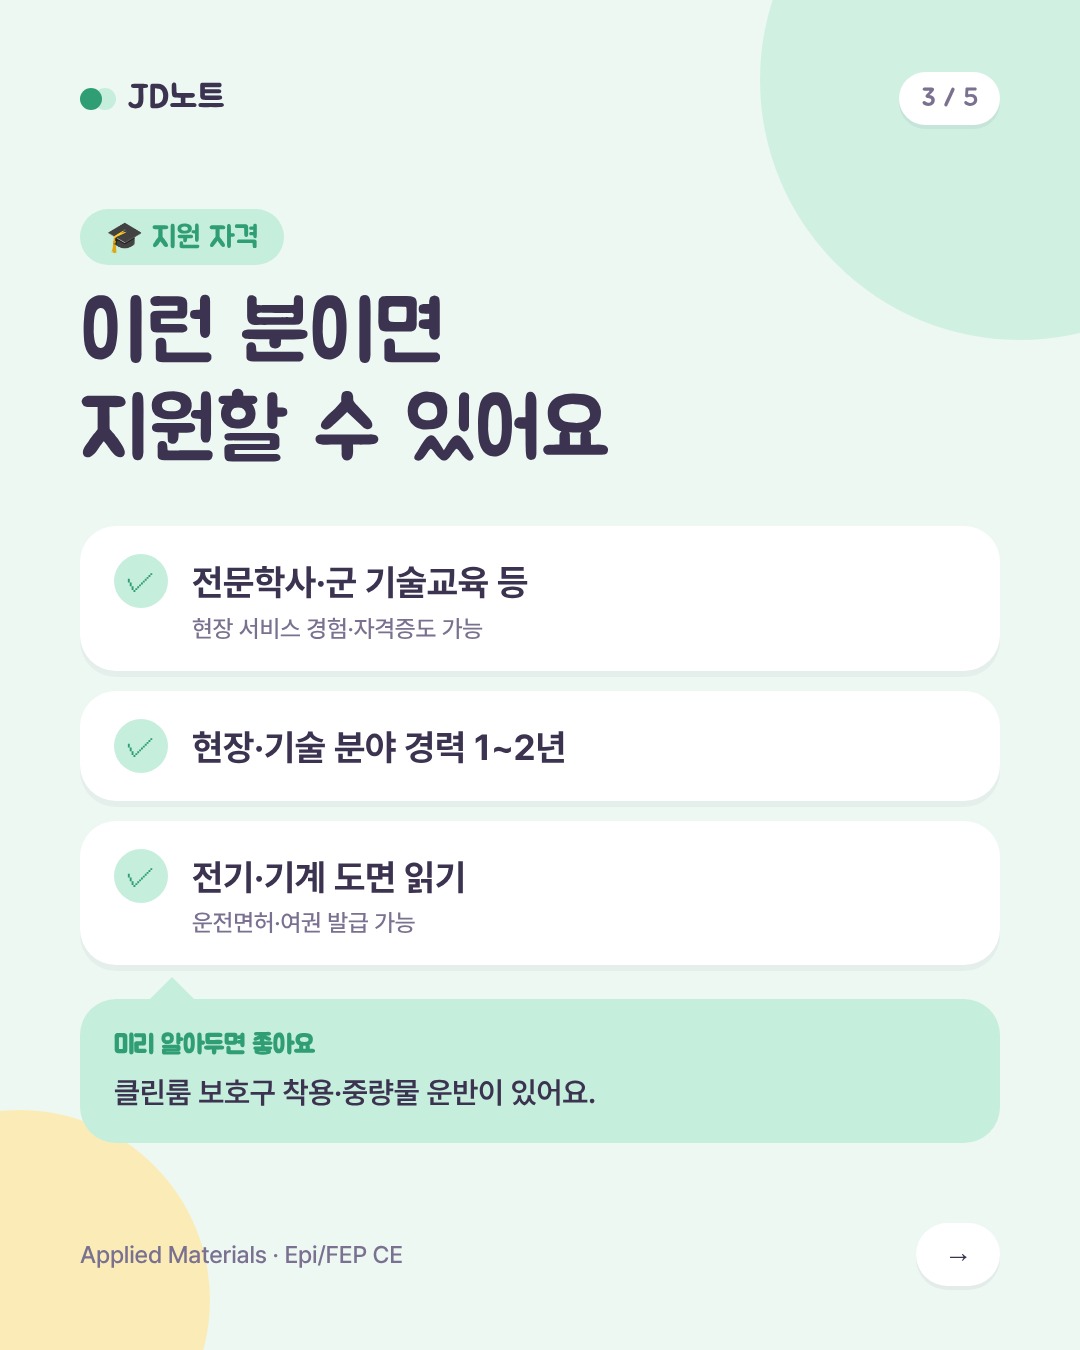 JD노트
3 / 5
🎓 지원 자격
이런 분이면
지원할 수 있어요
✓ 전문학사·군 기술교육 등
현장 서비스 경험·자격증도 가능
✓ 현장·기술 분야 경력 1~2년
✓ 전기·기계 도면 읽기
운전면허·여권 발급 가능
미리 알아두면 좋아요
클린룸 보호구 착용·중량물 운반이 있어요.
Applied Materials · Epi/FEP CE
→